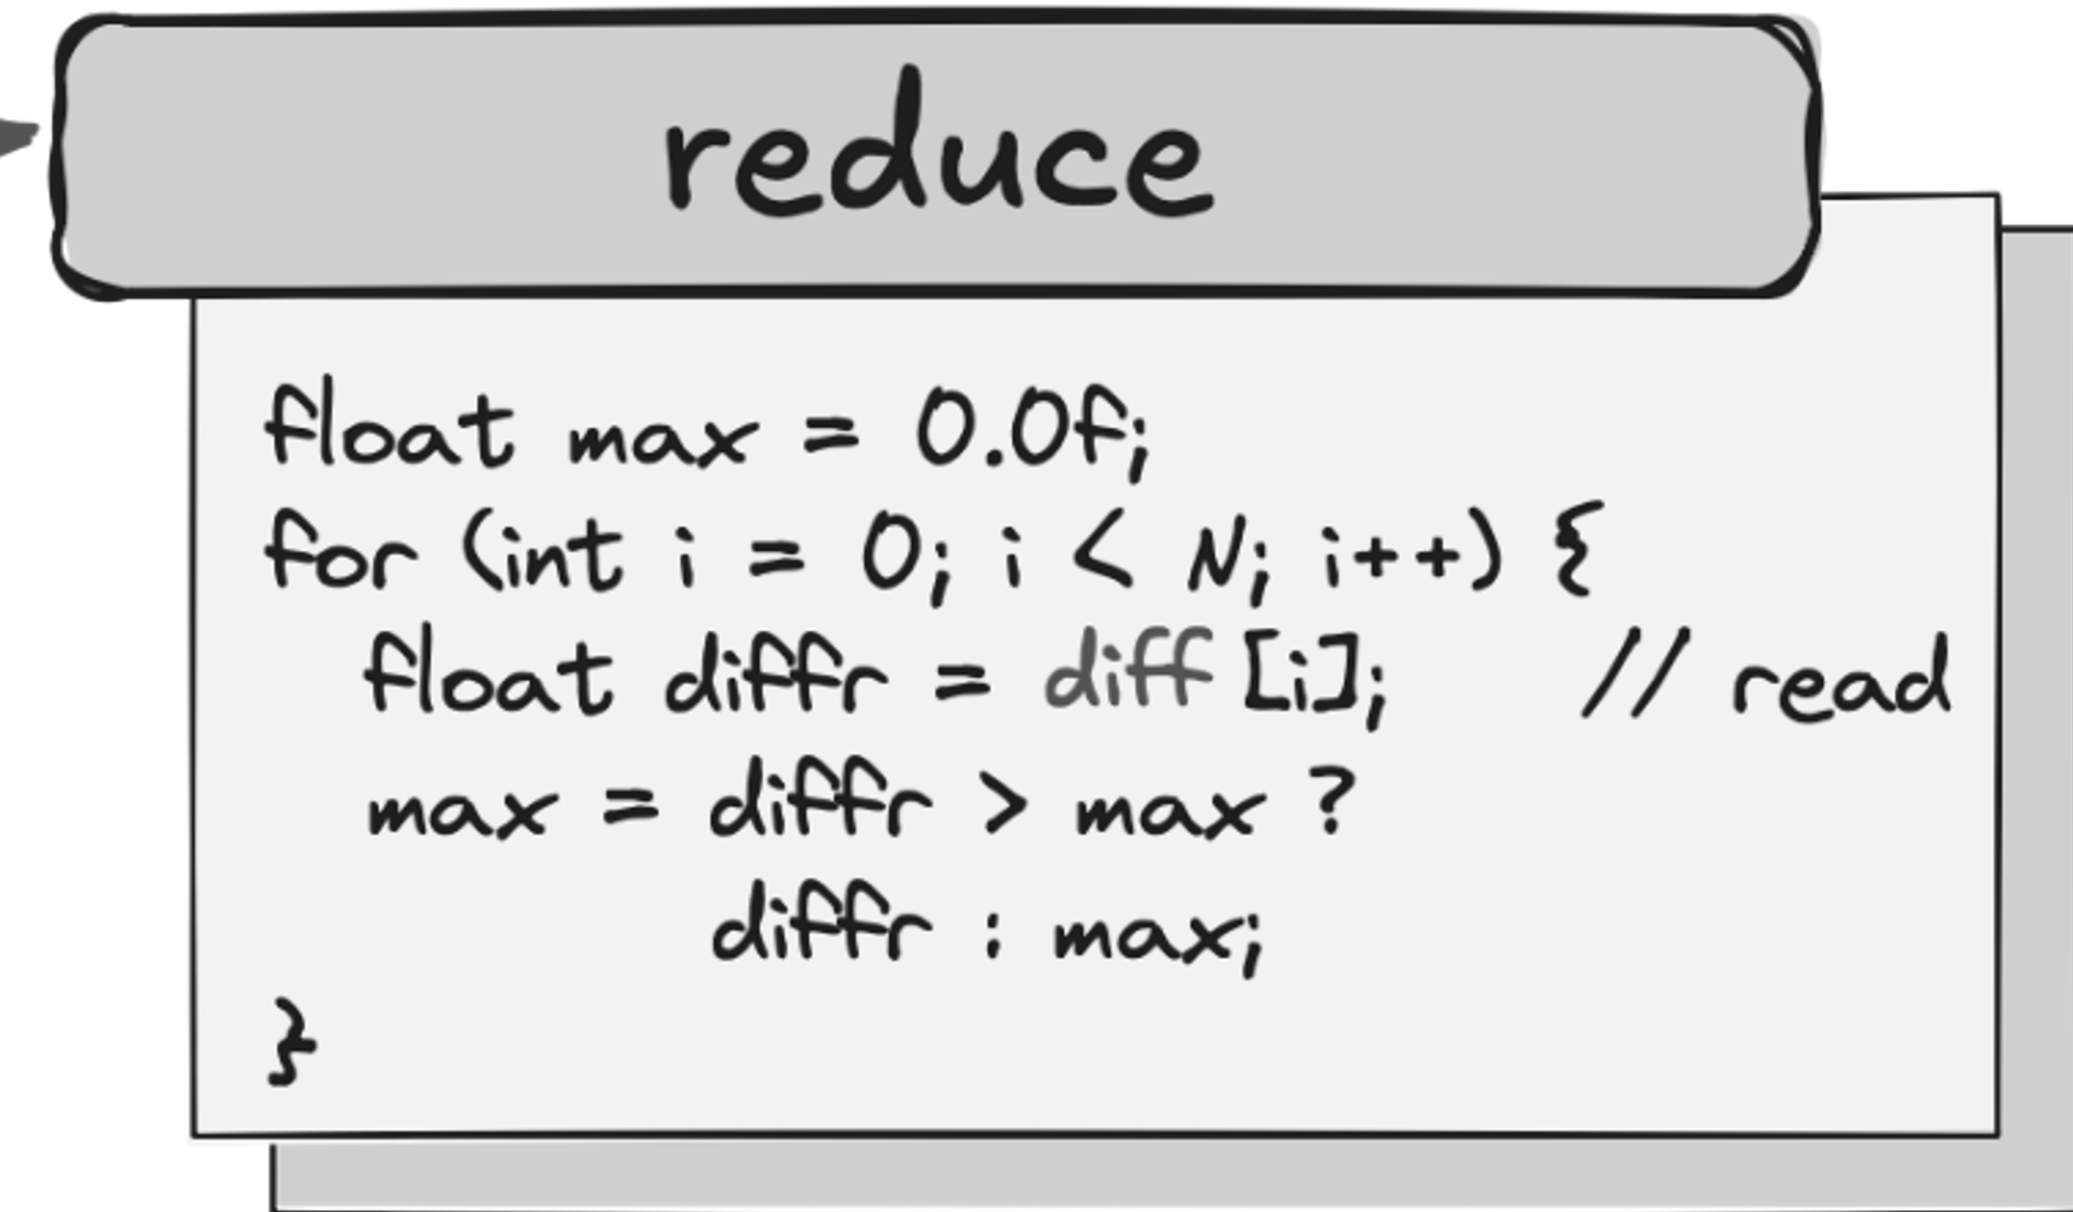 reduce
float max = 0.0f;
for (int i = 0; i < N; i++) {
float diffr = diff [i]; // read
max = diffr > max ?
diffr : max;
}